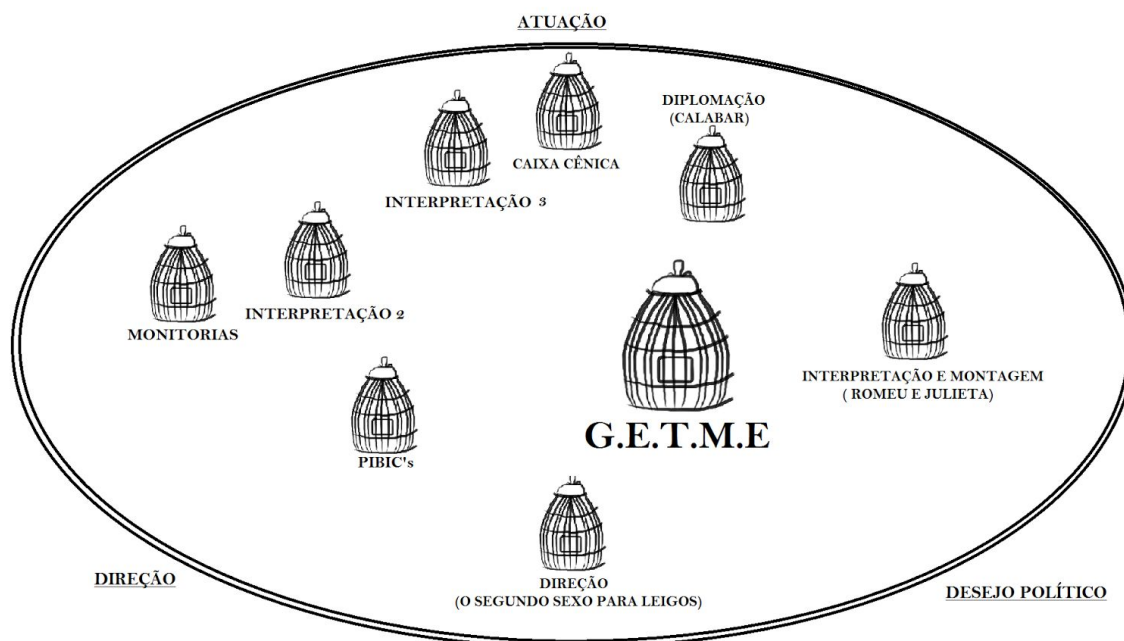 ATUAÇÃO
DIPLOMAÇÃO
(CALABAR)
CAIXA CÊNICA
INTERPRETAÇÃO 3
INTERPRETAÇÃO 2
MONITORIAS
INTERPRETAÇÃO E MONTAGEM
( ROMEU E JULIETA)
G.E.T.M.E
PIBIC's
DIREÇÃO
DIREÇÃO
(O SEGUNDO SEXO PARA LEIGOS)
DESEJO POLÍTICO